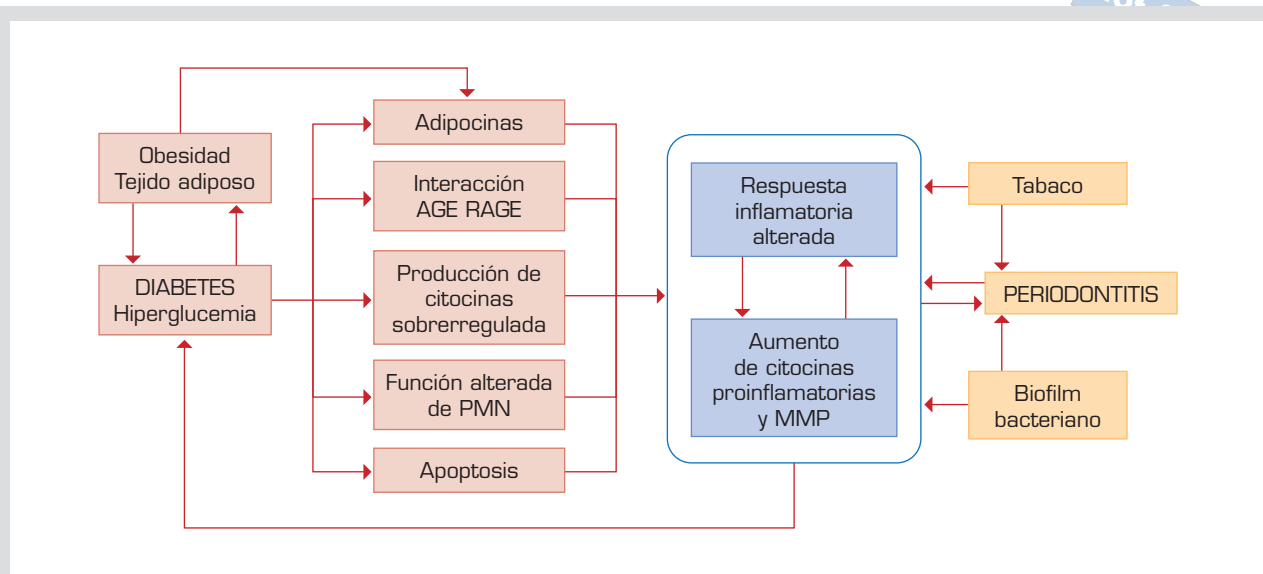 Obesidad
Tejido adiposo
DIABETES
Hiperglucemia
Adipocinas
Interacción
AGE RAGE
Producción de
citocinas
sobrerregulada
Función alterada
de PMN
Apoptosis
Respuesta
inflamatoria
alterada
Aumento
de citocinas
proinflamatorias
y MMP
Tabaco
PERIODONTITIS
Biofilm
bacteriano